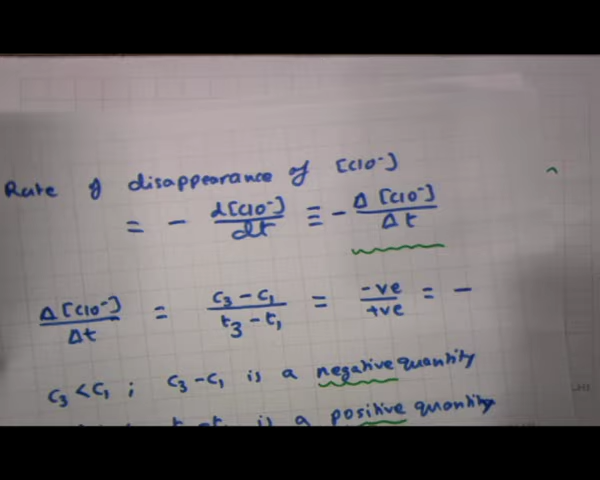 Rate of disappearance of [ClO⁻]
= - d[ClO⁻]/dt ≡ - Δ[ClO⁻]/Δt
Δ[ClO⁻]/Δt = C₃-C₁/t₃-t₁ = -ve/+ve = -
C₃<C₁; C₃-C₁ is a negative quantity
is a positive quantity